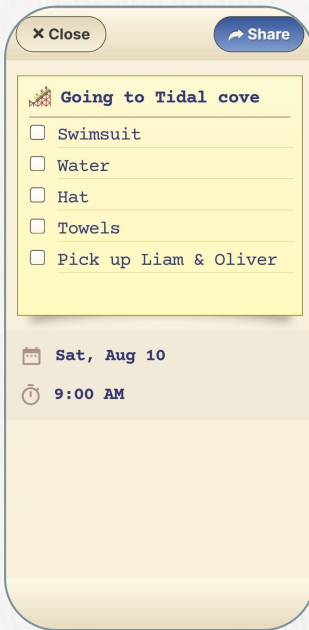 Close
Share
Going to Tidal cove
Swimsuit
Water
Hat
Towels
Pick up Liam & Oliver
Sat, Aug 10
9:00 AM